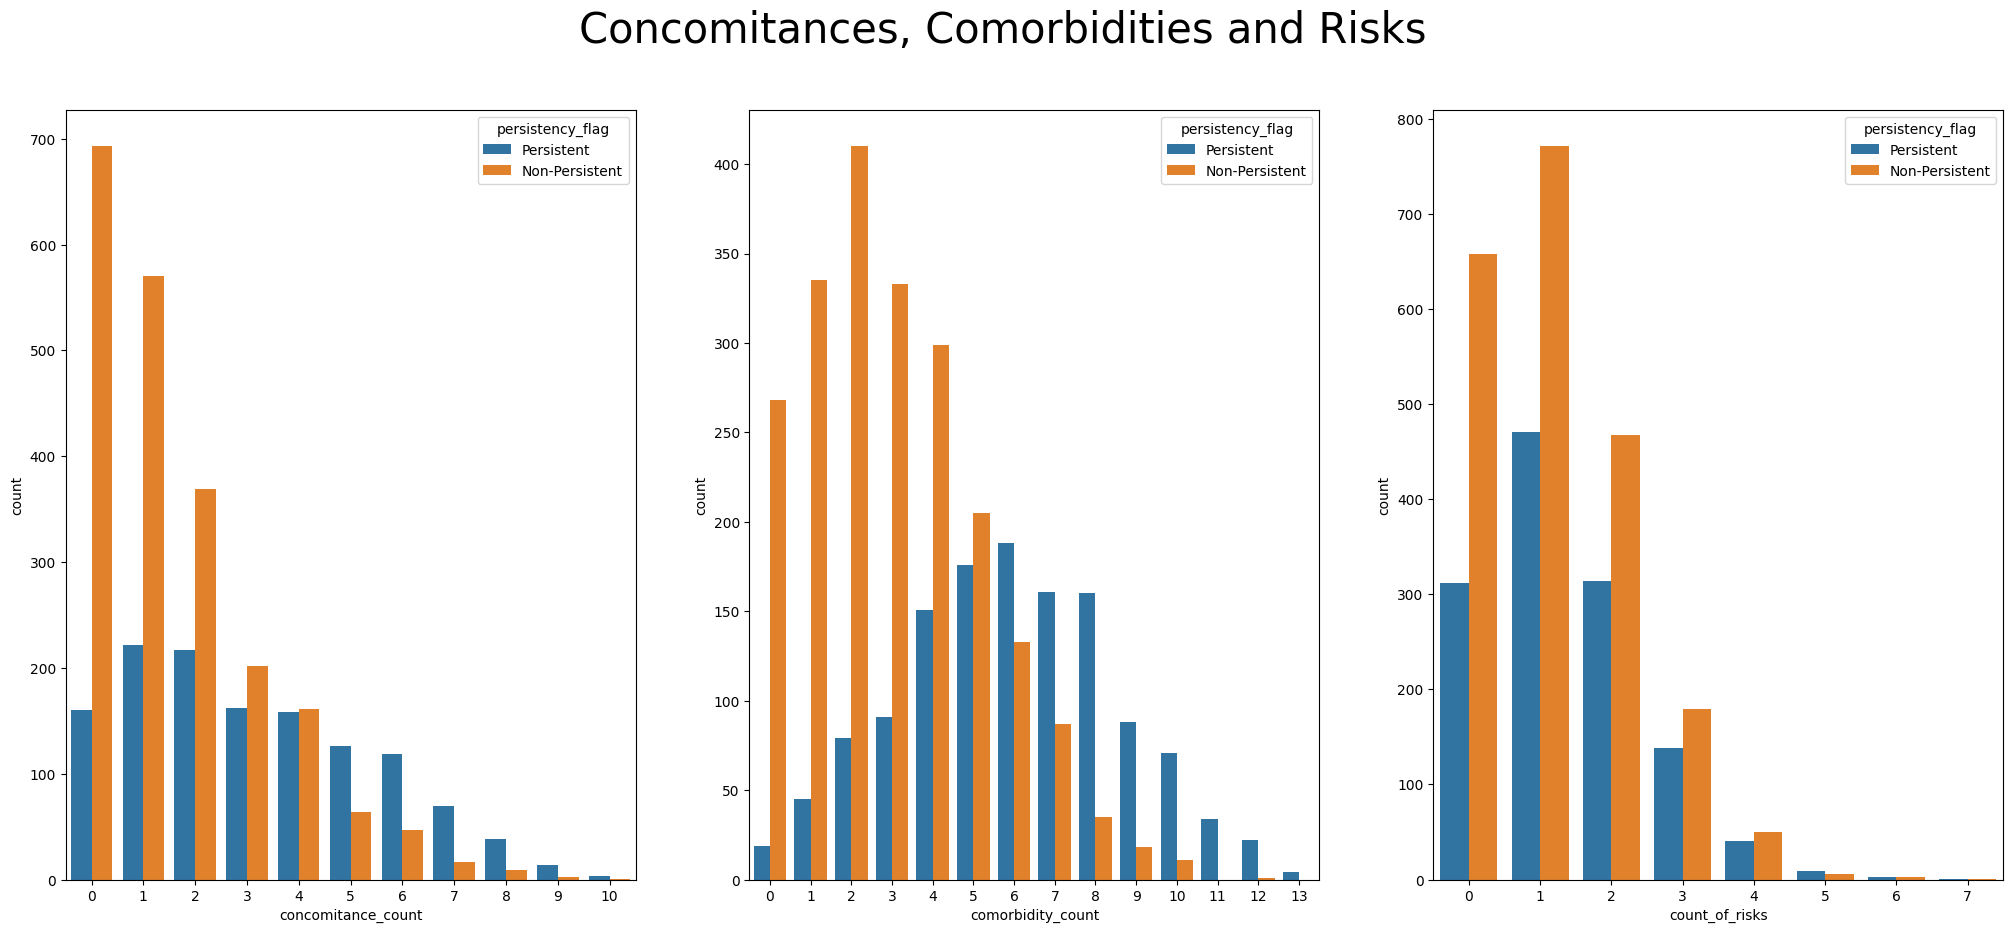 Concomitances, Comorbidities and Risks
persistency_flag
Persistent
Non-Persistent
700
600
500
400
300
200
100
0
count
0 1 2 3 4 5 6 7 8 9 10
concomitance_count
persistency_flag
Persistent
Non-Persistent
400
350
300
250
200
150
100
50
0
count
0 1 2 3 4 5 6 7 8 9 10 11 12 13
comorbidity_count
persistency_flag
Persistent
Non-Persistent
800
700
600
500
400
300
200
100
0
count
0 1 2 3 4 5 6 7
count_of_risks